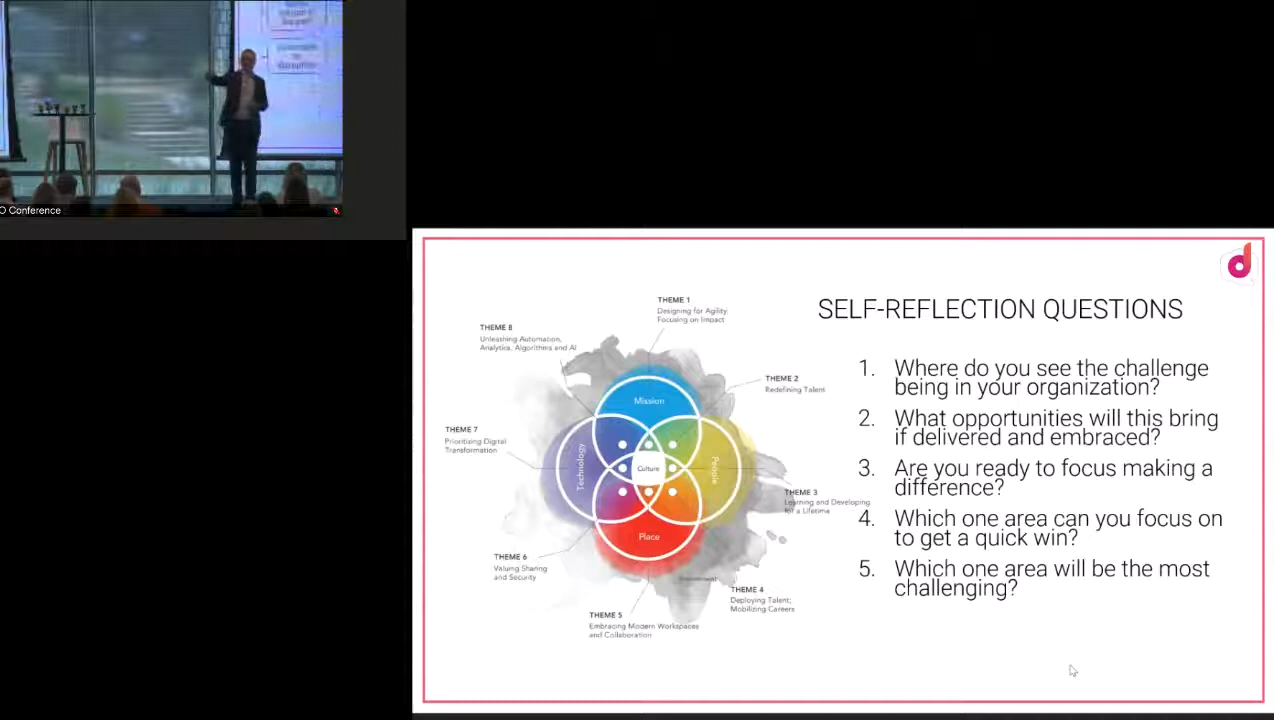 O Conference
SELF-REFLECTION QUESTIONS
1. Where do you see the challenge
being in your organization?
2. What opportunities will this bring
if delivered and embraced?
3. Are you ready to focus making a
difference?
4. Which one area can you focus on
to get a quick win?
5. Which one area will be the most
challenging?
THEME 1
Designing for Agility;
Focusing on Impact
THEME 2
Redefining Talent
THEME 3
Learning and Developing
for a Lifetime
THEME 4
Deploying Talent;
Mobilizing Careers
THEME 5
Embracing Modern Workspaces
and Collaboration
THEME 6
Valuing Sharing
and Security
THEME 7
Prioritizing Digital
Transformation
THEME 8
Unleashing Automation,
Analytics, Algorithms and AI
Mission
Technology
Culture
People
Place
d